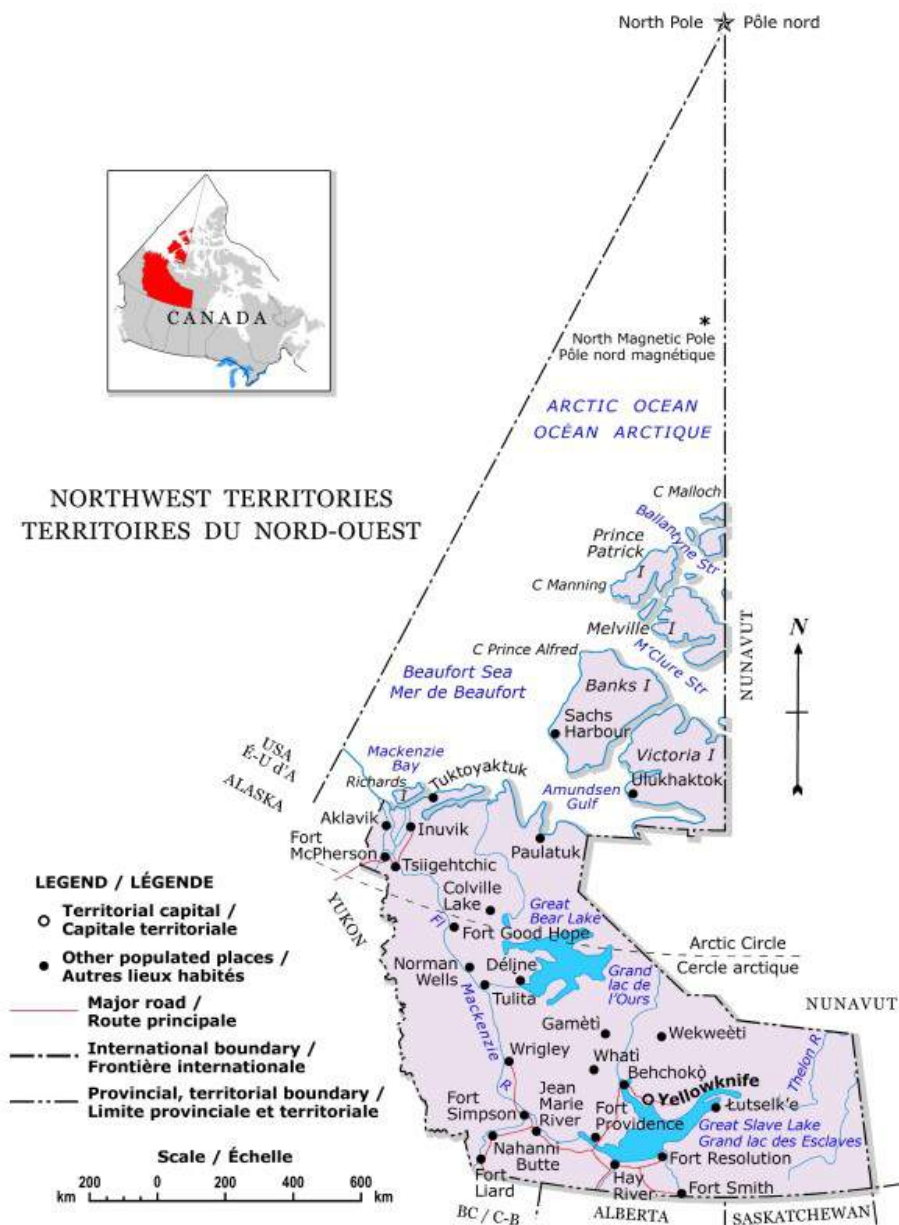 North Pole
Pôle nord
CANADA
North Magnetic Pole
Pôle nord magnétique
ARCTIC OCEAN
OCÉAN ARCTIQUE
NORTHWEST TERRITORIES
TERRITOIRES DU NORD-OUEST
C Malloch
Ballantyne Str
Prince
Patrick
I
C Manning
Melville I
M'Clure Str
NUNAVUT
N
C Prince Alfred
Beaufort Sea
Mer de Beaufort
Banks I
Sachs
Harbour
Victoria I
Ulukhaktok
Amundsen
Gulf
USA
É-U d'A
ALASKA
Mackenzie
Bay
Richards
I
Tuktoyaktuk
Aklavik
Inuvik
Fort
McPherson
Tsiigehtchic
Paulatuk
YUKON
Colville
Lake
Great
Bear Lake
Fl
Fort Good Hope
Arctic Circle
Cercle arctique
Norman
Wells
Déline
Tulita
Grand
lac de
l'Ours
Mackenzie
R
NUNAVUT
Gamètì
Wekweètì
Wrigley
Whatì
Behchokò
Yellowknife
Thelon R
Fort
Simpson
Jean
Marie
River
Fort
Providence
Łutselk'e
Great Slave Lake
Grand lac des Esclaves
Nahanni
Butte
Fort Resolution
Fort
Liard
Hay
River
Fort Smith
BC / C-B
ALBERTA
SASKATCHEWAN
LEGEND / LÉGENDE
Territorial capital /
Capitale territoriale
Other populated places /
Autres lieux habités
Major road /
Route principale
International boundary /
Frontière internationale
Provincial, territorial boundary /
Limite provinciale et territoriale
Scale / Échelle
200 0 200 400 600
km km